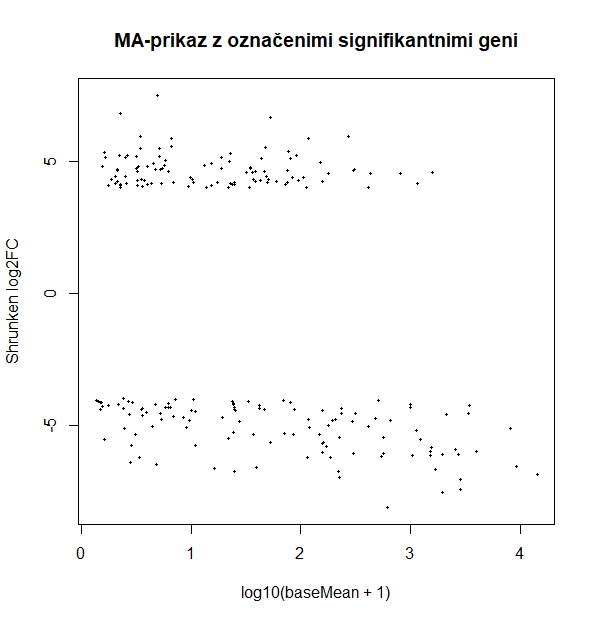 MA-prikaz z označenimi signifikantnimi geni
Shrunken log2FC
5
0
-5
0 1 2 3 4
log10(baseMean + 1)